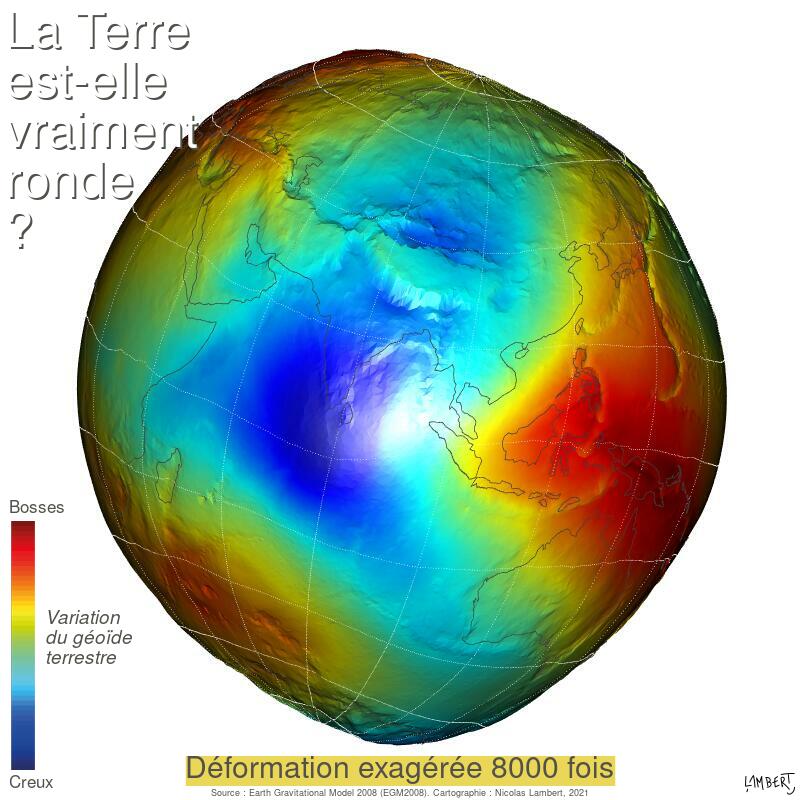 La Terre
est-elle
vraiment
ronde
?
Bosses
Variation
du géoïde
terrestre
Creux
Déformation exagérée 8000 fois
Source : Earth Gravitational Model 2008 (EGM2008). Cartographie : Nicolas Lambert, 2021
LAMBERT